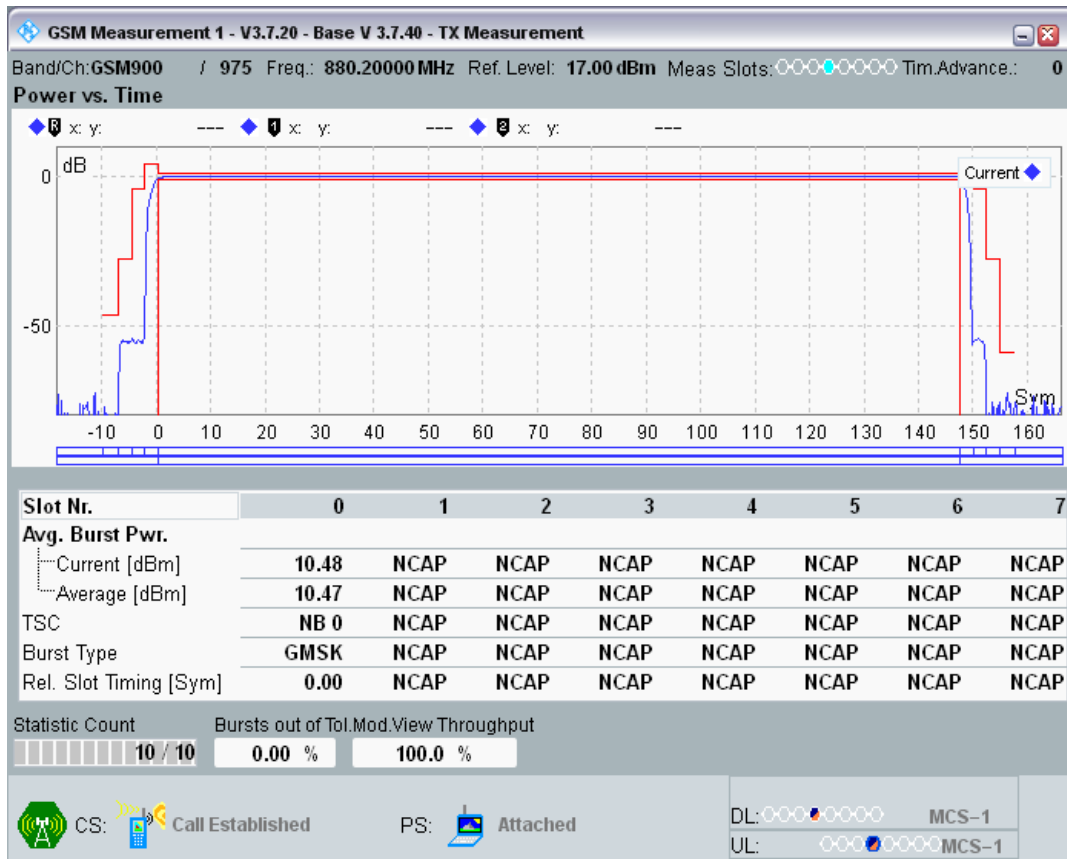 GSM Measurement 1 - V3.7.20 - Base V 3.7.40 - TX Measurement
Band/Ch:GSM900 / 975 Freq.: 880.20000 MHz Ref. Level: 17.00 dBm Meas Slots: Tim.Advance.: 0
Power vs. Time
R x: y: --- 1 x: y: --- 2 x: y: ---
dB
Current
0
-50
Sym
-10 0 10 20 30 40 50 60 70 80 90 100 110 120 130 140 150 160
Slot Nr. 0 1 2 3 4 5 6 7
Avg. Burst Pwr.
Current [dBm] 10.48 NCAP NCAP NCAP NCAP NCAP NCAP NCAP
Average [dBm] 10.47 NCAP NCAP NCAP NCAP NCAP NCAP NCAP
TSC NB 0 NCAP NCAP NCAP NCAP NCAP NCAP NCAP
Burst Type GMSK NCAP NCAP NCAP NCAP NCAP NCAP NCAP
Rel. Slot Timing [Sym] 0.00 NCAP NCAP NCAP NCAP NCAP NCAP NCAP
Statistic Count Bursts out of Tol.Mod.View Throughput
10 / 10 0.00 % 100.0 %
CS: Call Established PS: Attached DL: MCS-1
UL: MCS-1